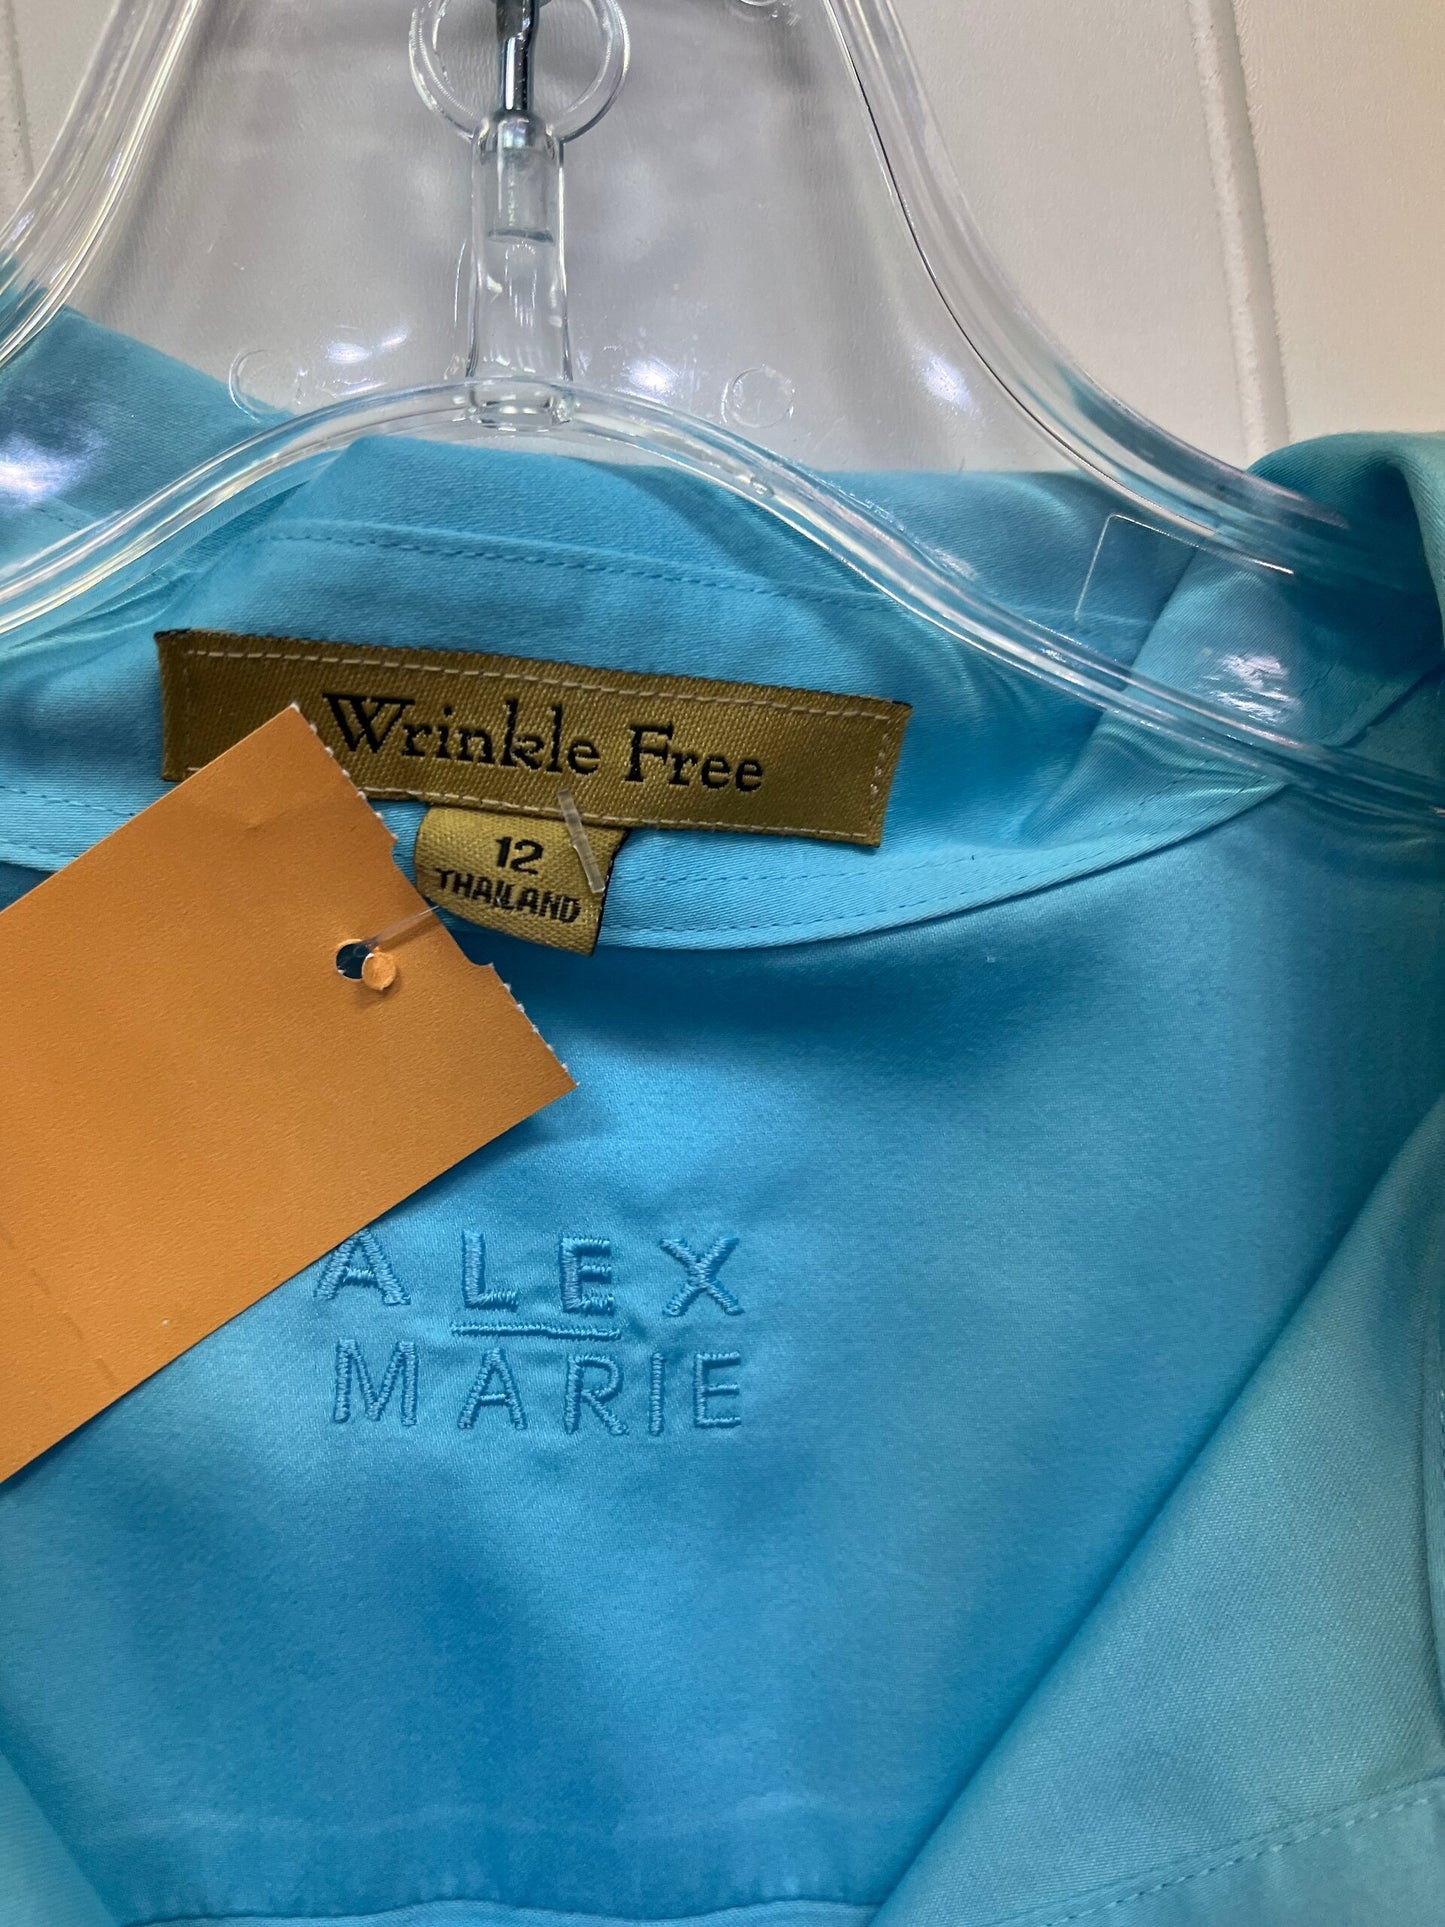 Wrinkle Free
12
THAILAND
ALEX
MARIE